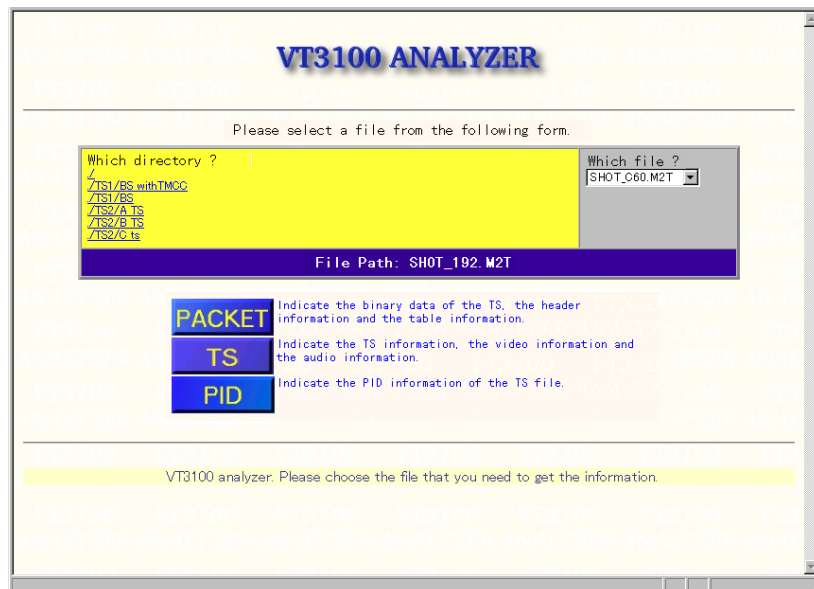 VT3100 ANALYZER
Please select a file from the following form.
Which directory ?
/
/TS1/BS withTMCC
/TS1/BS
/TS2/A TS
/TS2/B TS
/TS2/C ts
Which file ?
SHOT_C60.M2T
File Path: SHOT_192.M2T
PACKET
Indicate the binary data of the TS, the header
information and the table information.
TS
Indicate the TS information, the video information and
the audio information.
PID
Indicate the PID information of the TS file.
VT3100 analyzer. Please choose the file that you need to get the information.